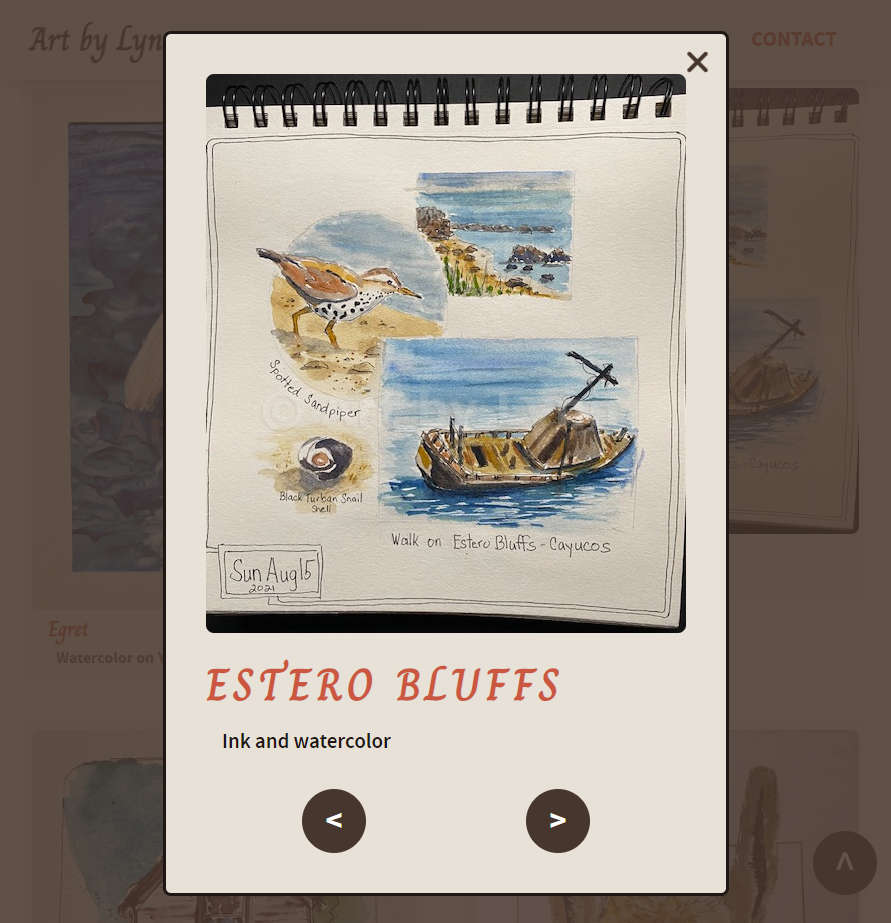 Art by Lyn
CONTACT
Spotted Sandpiper
Black Turban Snail
Shell
Walk on Estero Bluffs - Cayucos
Sun Aug 15
2021
s - Cayucos
Egret
Watercolor on Y
ESTERO BLUFFS
Ink and watercolor
<
>